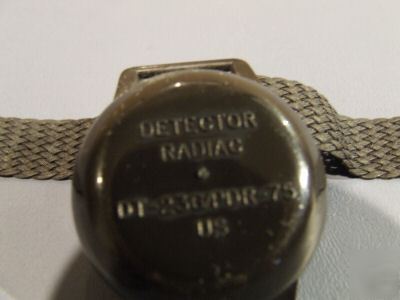 DETECTOR
RADIAC
DT-236/PDR-75
US